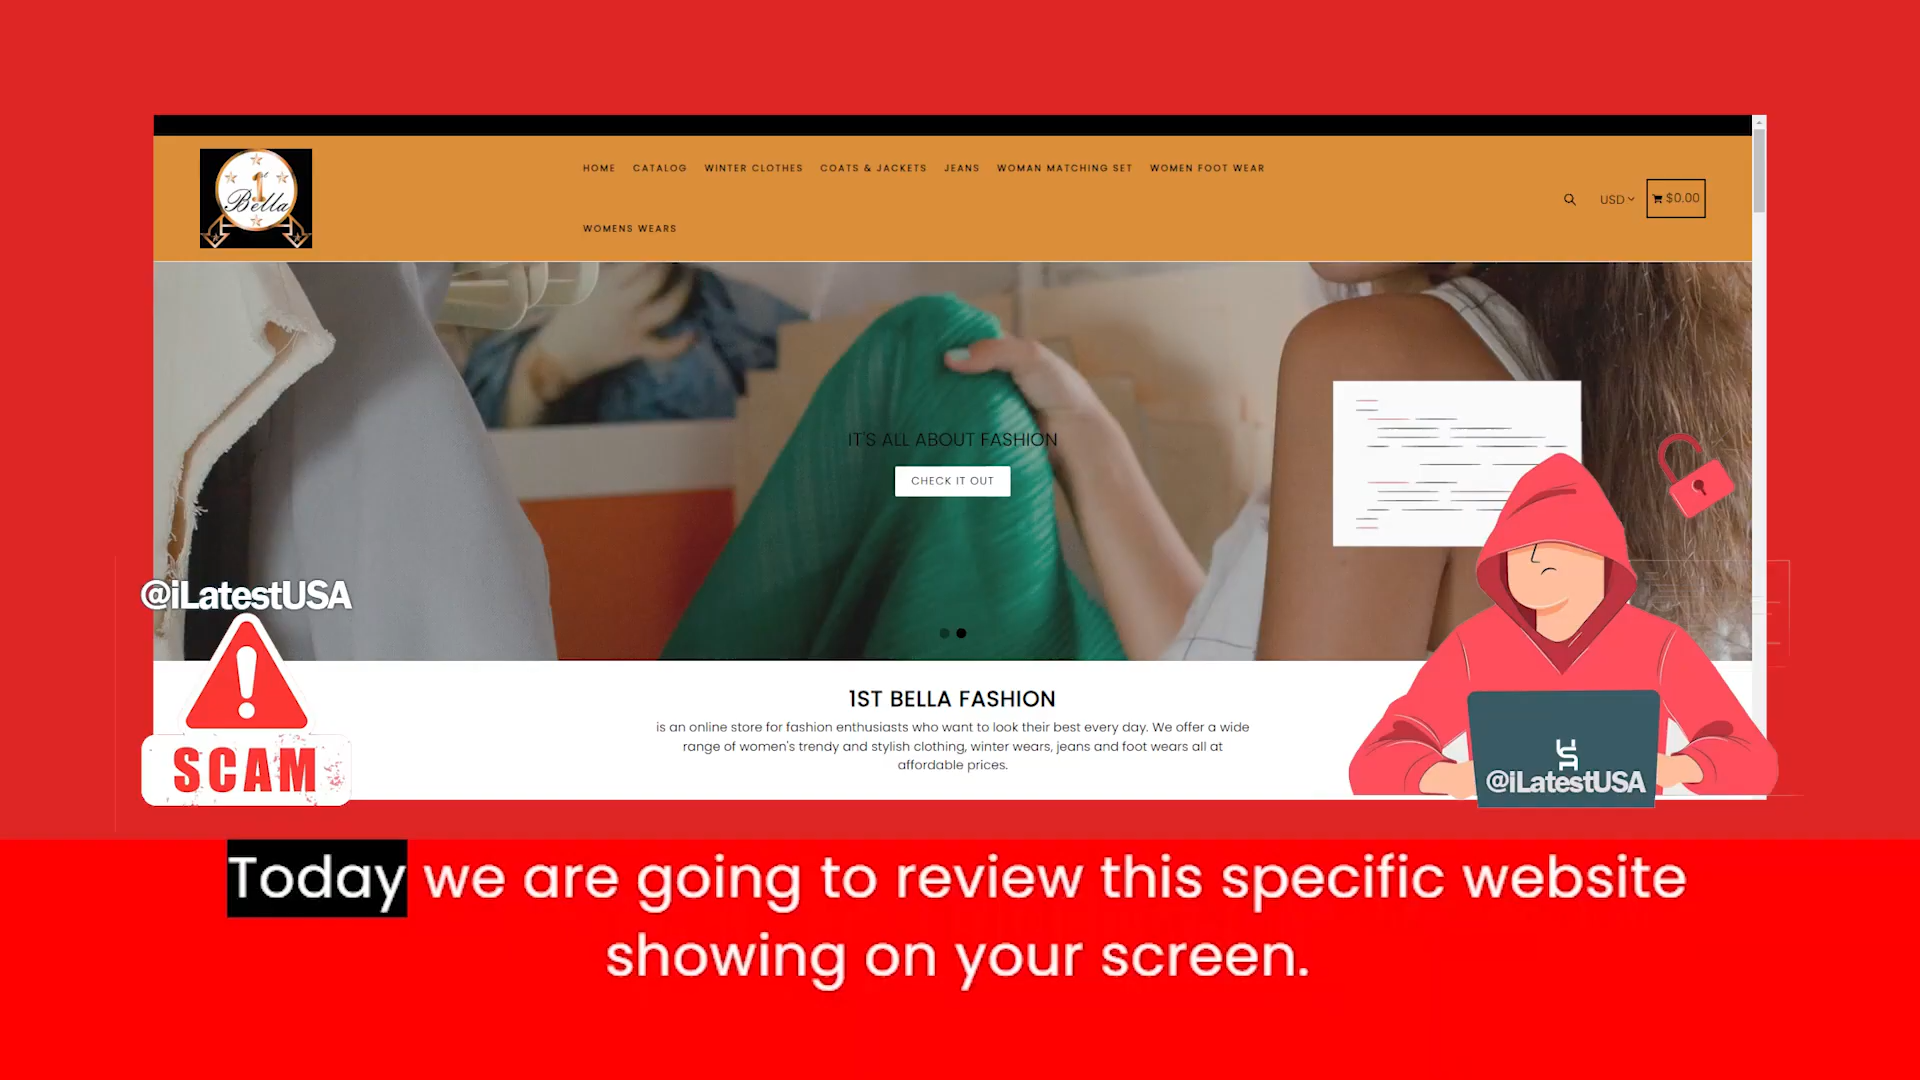 1st
Bella
HOME CATALOG WINTER CLOTHES COATS & JACKETS JEANS WOMAN MATCHING SET WOMEN FOOT WEAR
WOMENS WEARS
USD
$0.00
IT'S ALL ABOUT FASHION
CHECK IT OUT
@iLatestUSA
SCAM
1ST BELLA FASHION
is an online store for fashion enthusiasts who want to look their best every day. We offer a wide
range of women's trendy and stylish clothing, winter wears, jeans and foot wears all at
affordable prices.
@iLatestUSA
Today we are going to review this specific website
showing on your screen.